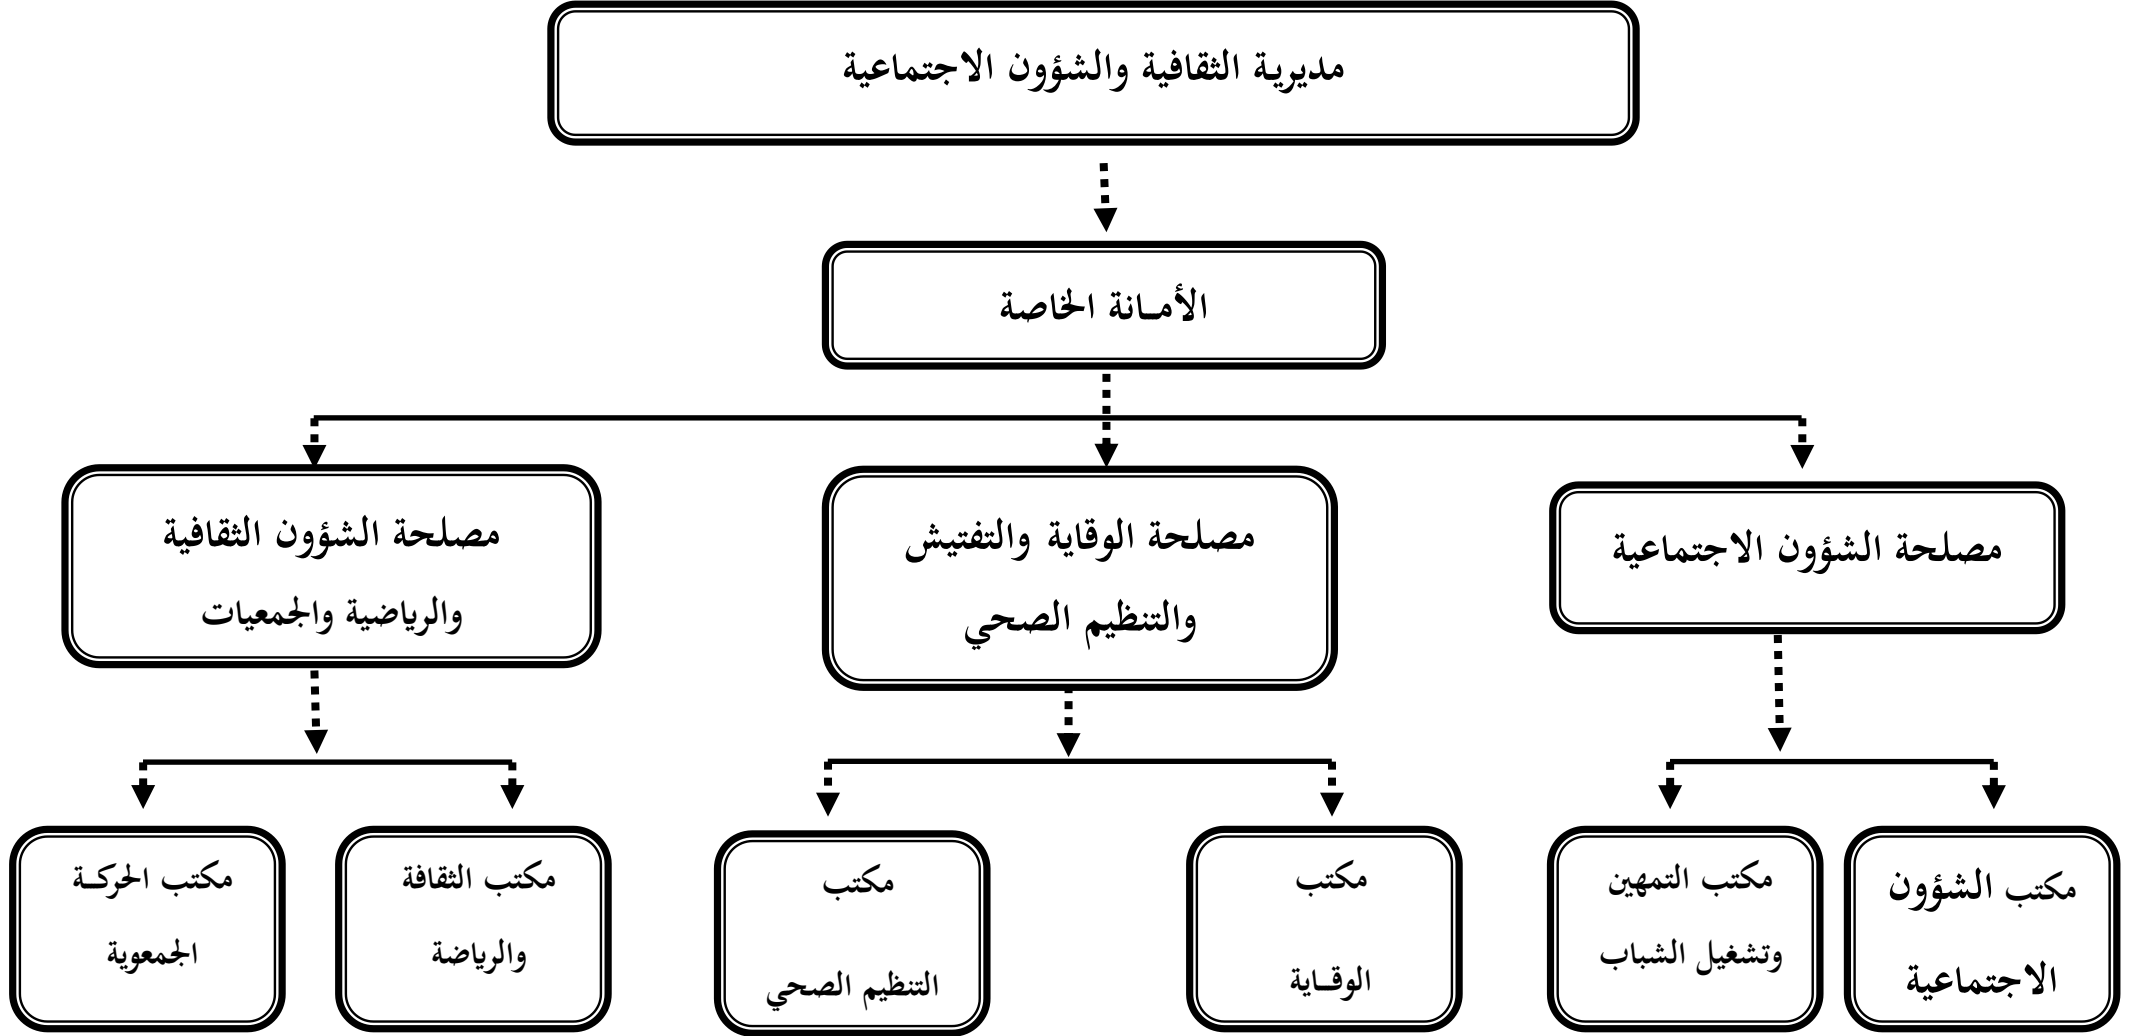 مديرية الثقافية والشؤون الاجتماعية
الأمـانة الخاصة
مصلحة الشؤون الاجتماعية
مصلحة الوقاية والتفتيش
والتنظيم الصحي
مصلحة الشؤون الثقافية
والرياضية والجمعيات
مكتب الشؤون
الاجتماعية
مكتب التمهين
وتشغيل الشباب
مكتب
الوقـاية
مكتب
التنظيم الصحي
مكتب الثقافة
والرياضة
مكتب الحركـة
الجمعوية